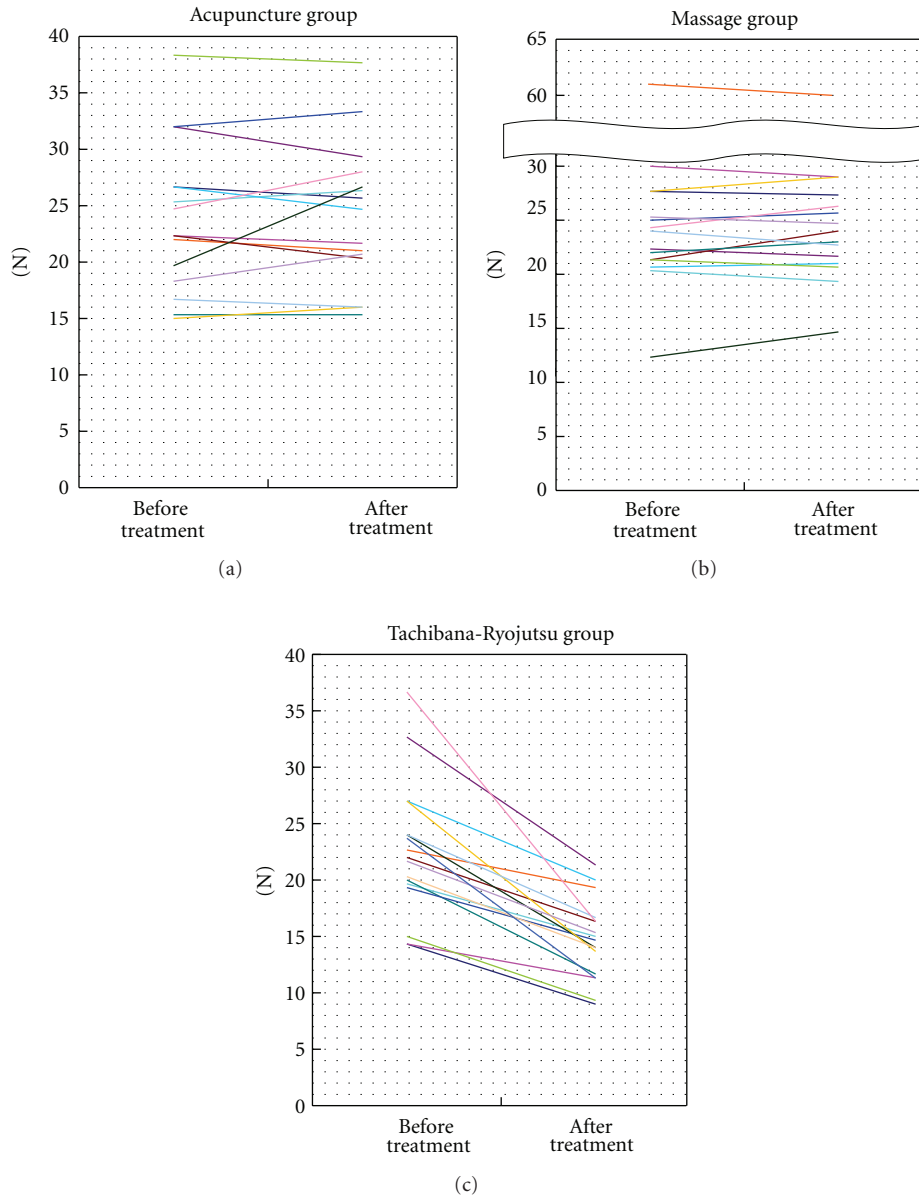 Acupuncture group
40
35
30
25
20
15
10
5
0
(N)
Before
treatment
After
treatment
(a)
Massage group
65
60
30
25
20
15
10
5
0
(N)
Before
treatment
After
treatment
(b)
Tachibana-Ryojutsu group
40
35
30
25
20
15
10
5
0
(N)
Before
treatment
After
treatment
(c)